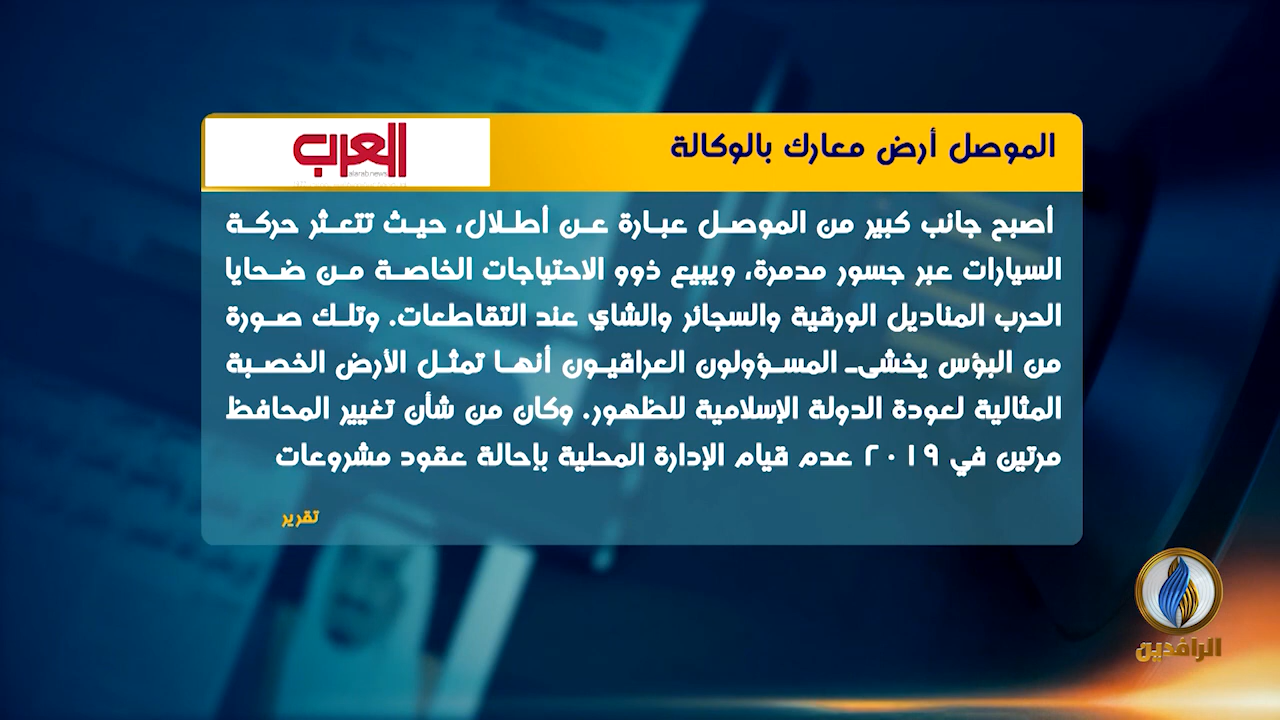 الموصل أرض معارك بالوكالة
العرب
alarab news
أصبح جانب كبير من الموصل عبارة عن أطلال، حيث تتعثر حركة
السيارات عبر جسور مدمرة، ويبيع ذوو الاحتياجات الخاصة من ضحايا
الحرب المناديل الورقية والسجائر والشاي عند التقاطعات. وتلك صورة
من البؤس يخشى المسؤولون العراقيون أنها تمثل الأرض الخصبة
المثالية لعودة الدولة الإسلامية للظهور. وكان من شأن تغيير المحافظ
مرتين في ٢٠١٩ عدم قيام الإدارة المحلية بإحالة عقود مشروعات
تقرير
الرافدين